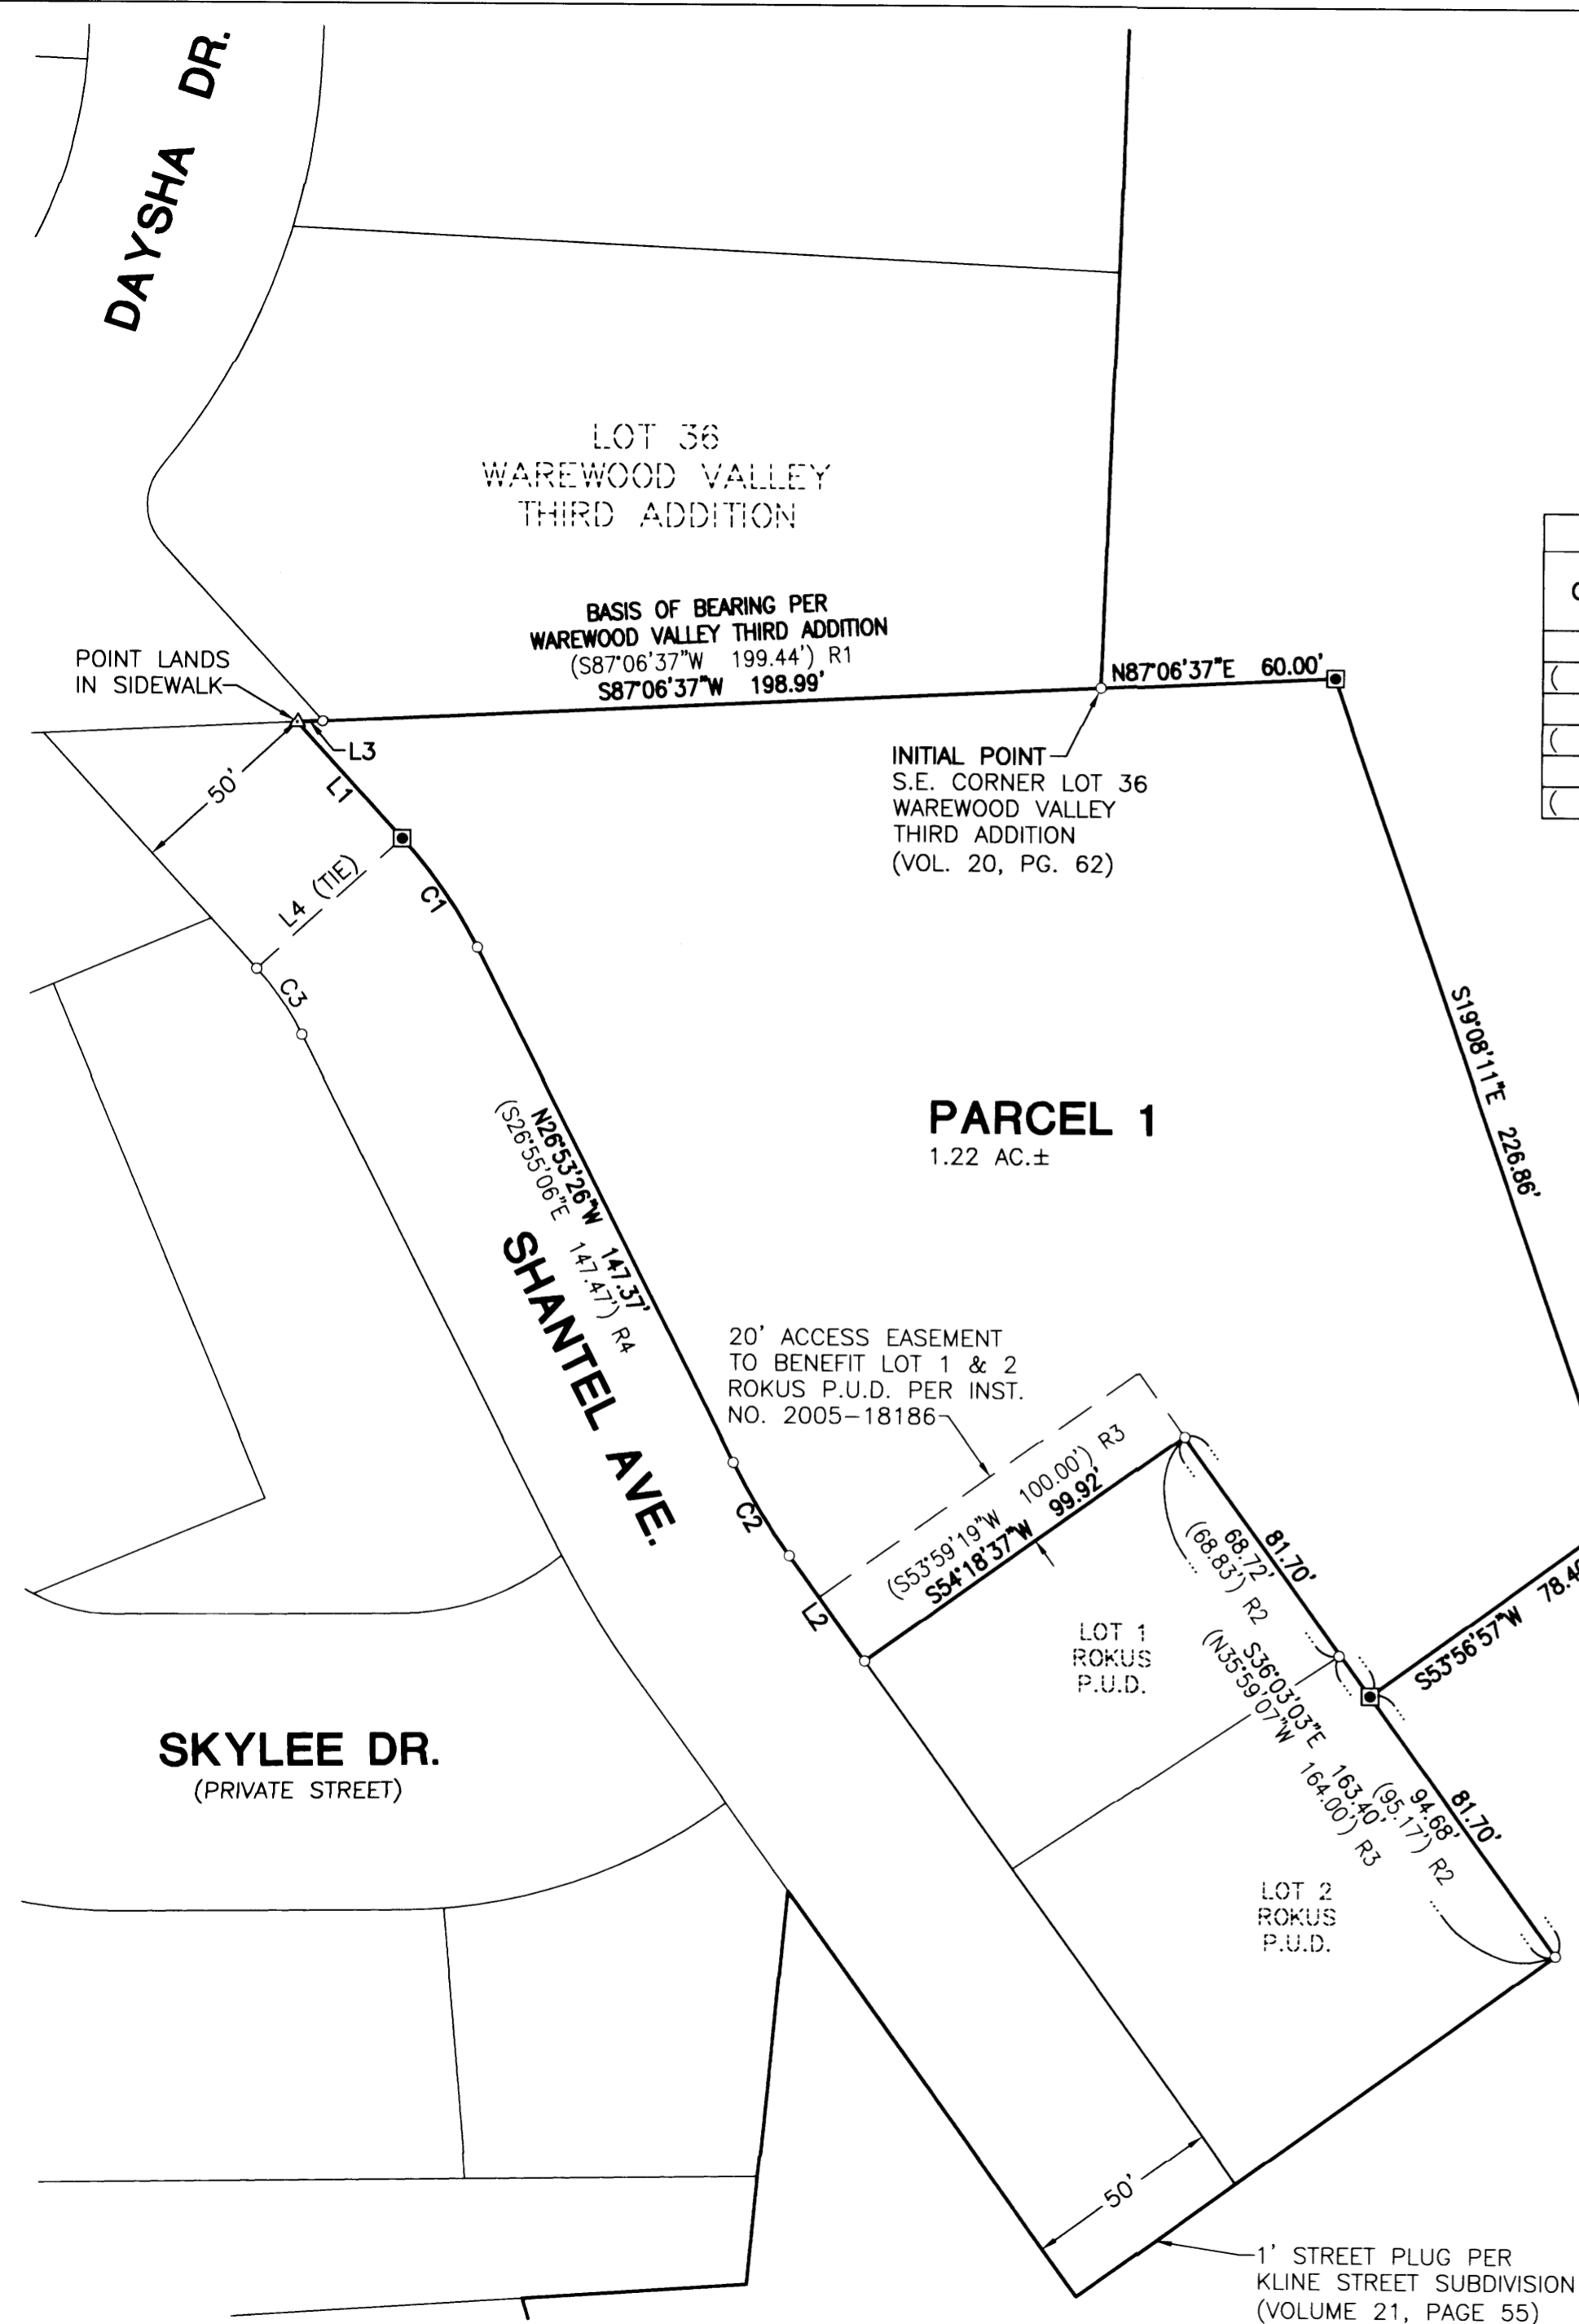 DAYSHA DR.
LOT 36
WAREWOOD VALLEY
THIRD ADDITION
BASIS OF BEARING PER
WAREWOOD VALLEY THIRD ADDITION
(S87°06'37"W 199.44') R1
S87°06'37"W 198.99'
N87°06'37"E 60.00'
POINT LANDS
IN SIDEWALK
L3
L1
50'
L4 (TIE)
C1
C3
INITIAL POINT
S.E. CORNER LOT 36
WAREWOOD VALLEY
THIRD ADDITION
(VOL. 20, PG. 62)
S19°08'11"E 226.86'
PARCEL 1
1.22 AC.±
N26°53'26"W 147.37'
(S26°55'06"E 147.47') R4
SHANTEL AVE.
20' ACCESS EASEMENT
TO BENEFIT LOT 1 & 2
ROKUS P.U.D. PER INST.
NO. 2005-18186
C2
L2
(S53°59'19"W 100.00') R3
S54°18'37"W 99.92'
81.70'
68.72'
(68.83') R2
LOT 1
ROKUS
P.U.D.
S53°56'57"W
S36°03'03"E 163.40'
(N35°59'07"W 164.00') R3
81.70'
94.68'
(95.17') R2
SKYLEE DR.
(PRIVATE STREET)
LOT 2
ROKUS
P.U.D.
50'
1' STREET PLUG PER
KLINE STREET SUBDIVISION
(VOLUME 21, PAGE 55)